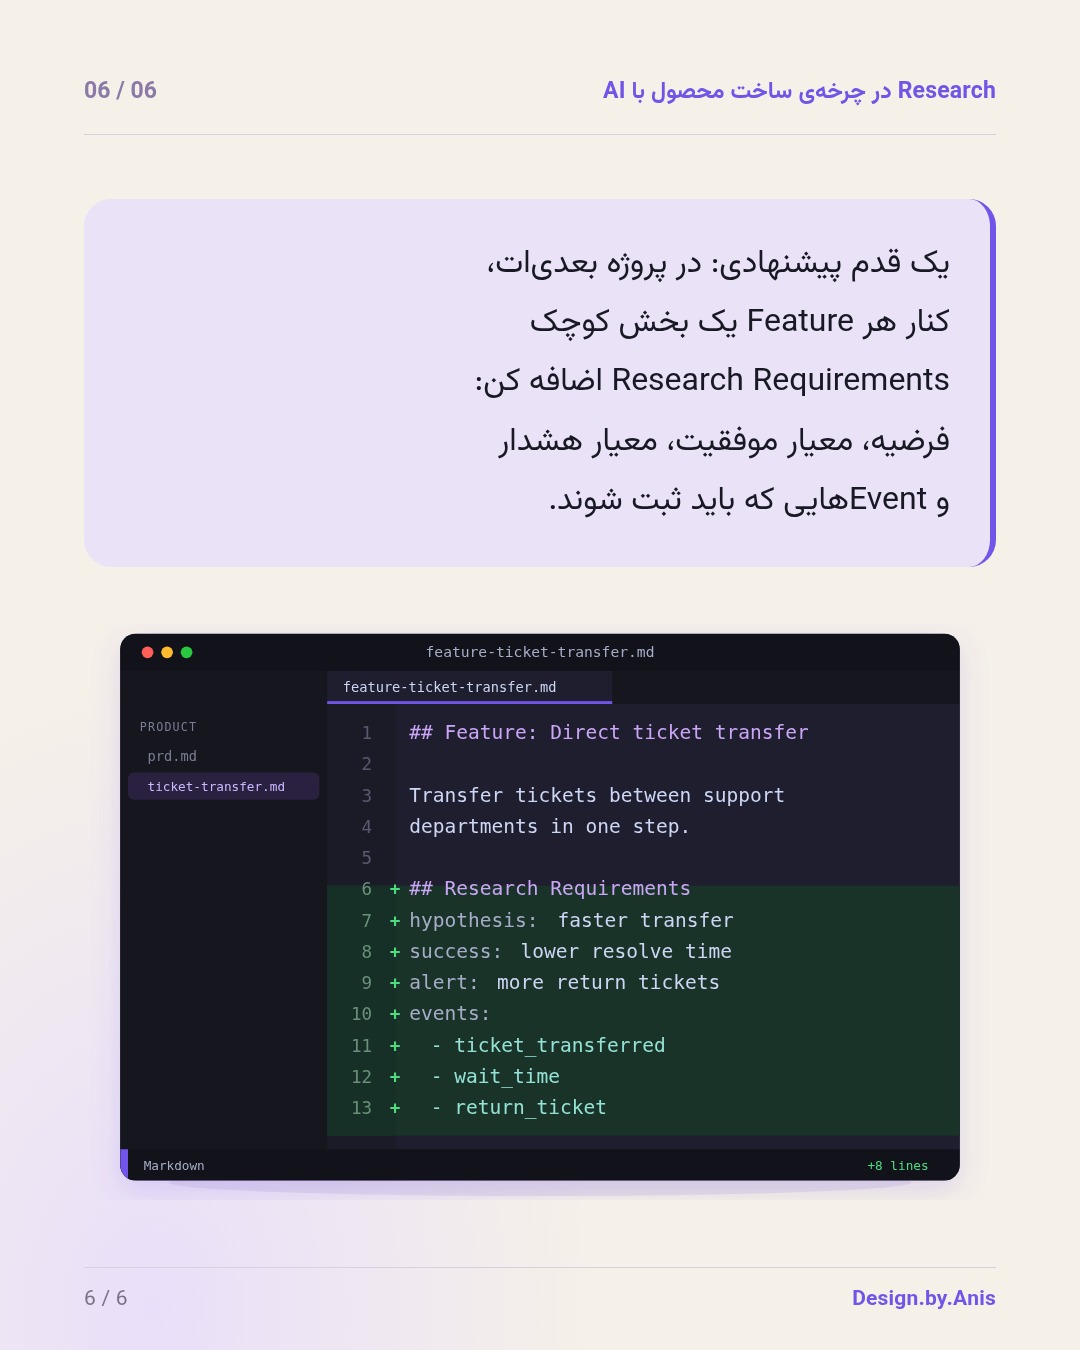 Research در چرخه‌ی ساخت محصول با AI
06 / 06
یک قدم پیشنهادی: در پروژه بعدی‌ات،
کنار هر Feature یک بخش کوچک
Research Requirements اضافه کن:
فرضیه، معیار موفقیت، معیار هشدار
و Eventهایی که باید ثبت شوند.
feature-ticket-transfer.md
feature-ticket-transfer.md
PRODUCT
prd.md
ticket-transfer.md
1 ## Feature: Direct ticket transfer
2
3 Transfer tickets between support
4 departments in one step.
5
6 + ## Research Requirements
7 + hypothesis: faster transfer
8 + success: lower resolve time
9 + alert: more return tickets
10 + events:
11 + - ticket_transferred
12 + - wait_time
13 + - return_ticket
Markdown
+8 lines
6 / 6
Design.by.Anis